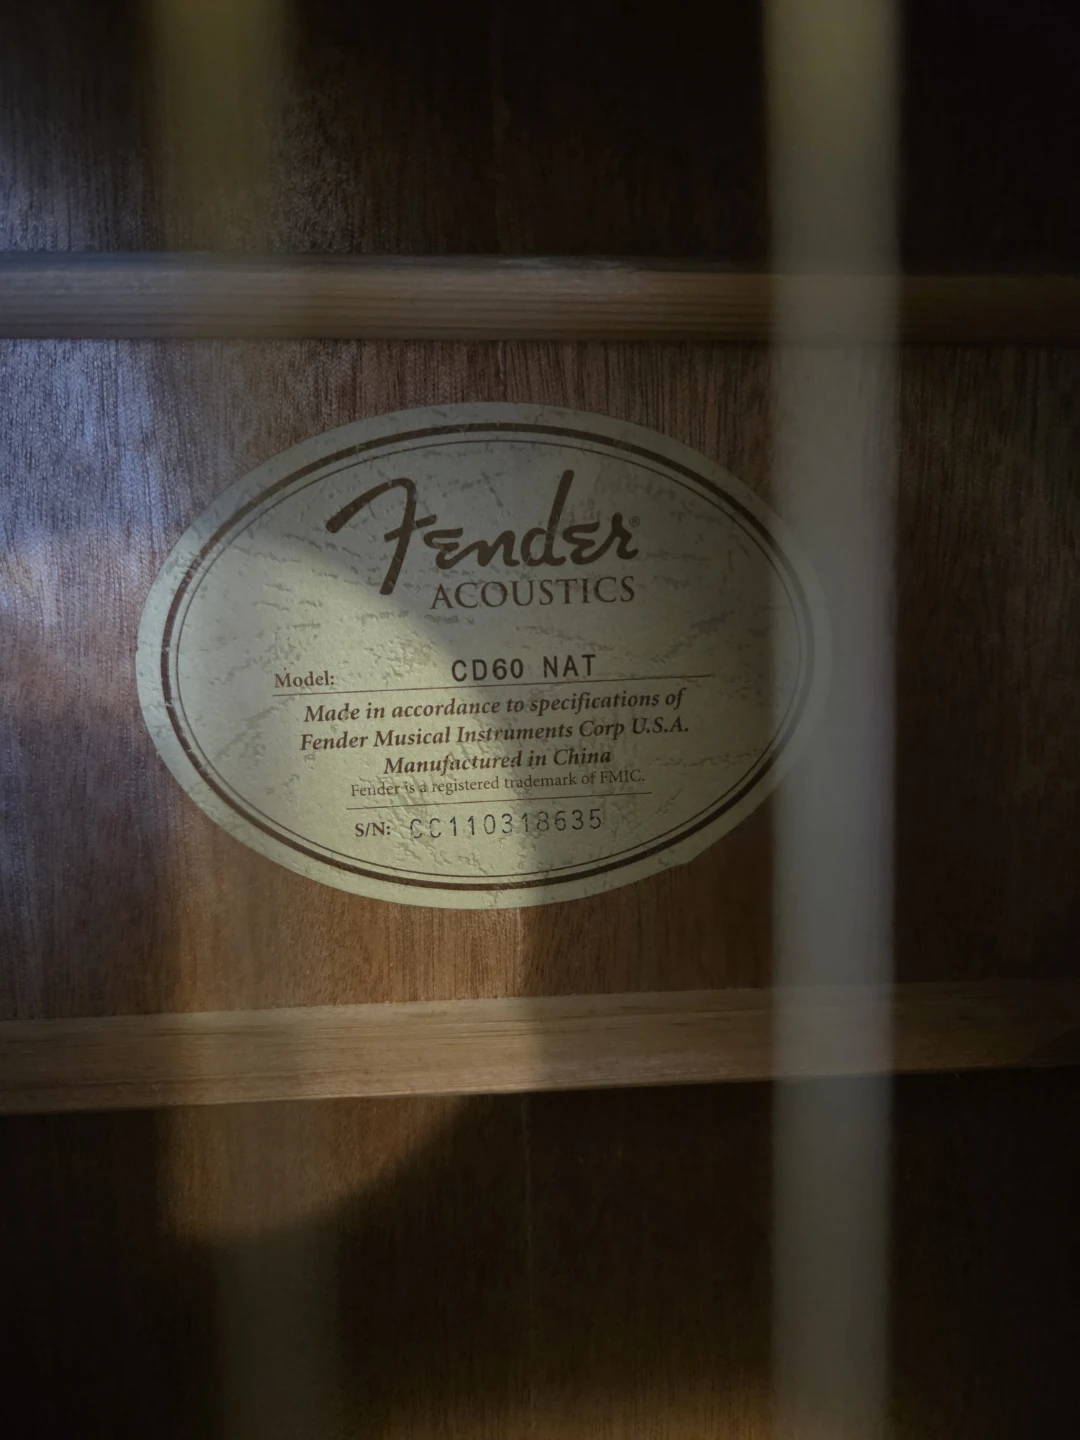 Fender®
ACOUSTICS
Model: CD60 NAT
Made in accordance to specifications of
Fender Musical Instruments Corp U.S.A.
Manufactured in China
Fender is a registered trademark of FMIC.
S/N: CC110318635